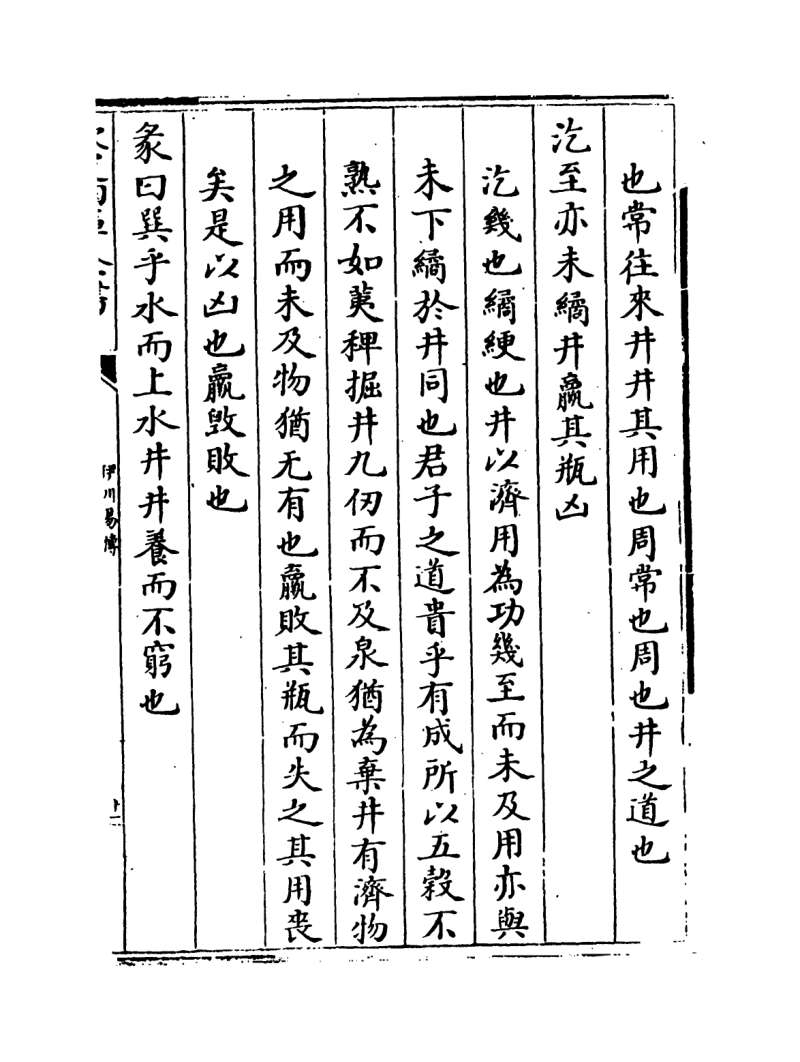 也常往來井井其用也周常也周也井之道也
汔至亦未繘井羸其瓶凶
汔幾也繘綆也井以濟用為功幾至而未及用亦與
未下繘於井同也君子之道貴乎有成所以五穀不
熟不如荑稗掘井九仞而不及泉猶為棄井有濟物
之用而未及物猶无有也羸敗其瓶而失之其用喪
矣是以凶也羸毀敗也
彖曰巽乎水而上水井井養而不窮也
伊川易傳